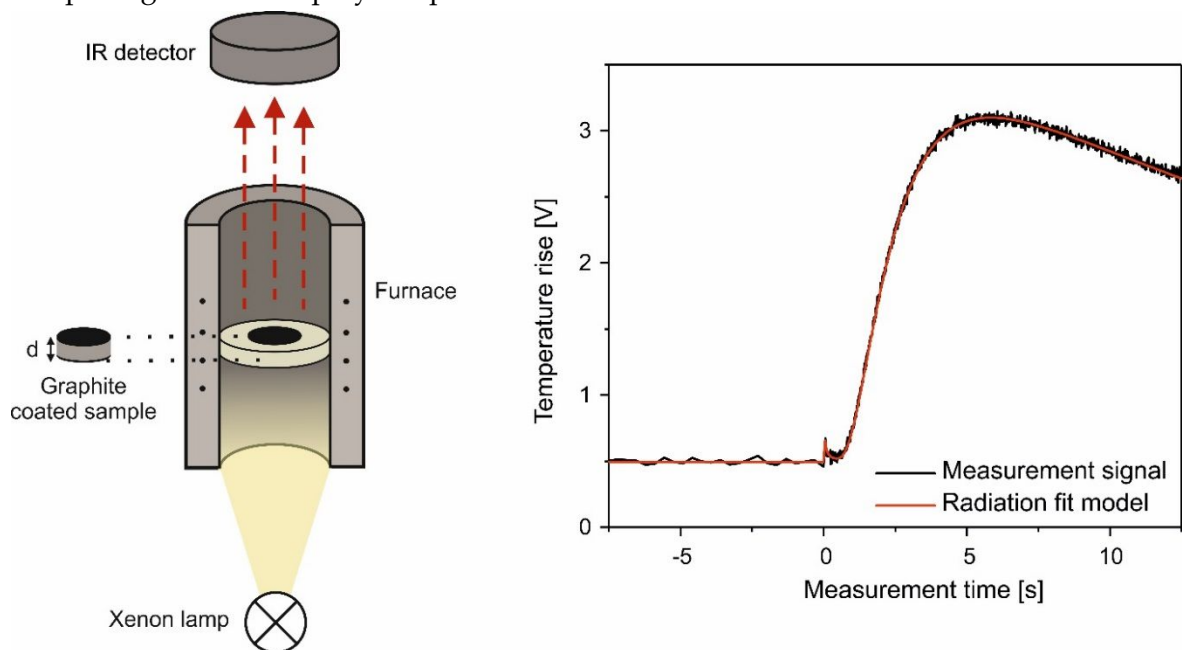 IR detector
Furnace
d
Graphite
coated sample
Xenon lamp
Temperature rise [V]
3
2
1
0
Measurement signal
Radiation fit model
-5
0
5
10
Measurement time [s]